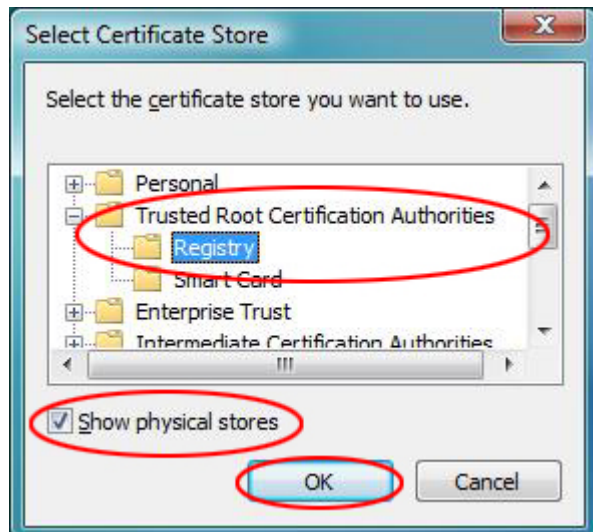 Select Certificate Store
Select the certificate store you want to use.
Personal
Trusted Root Certification Authorities
Registry
Smart Card
Enterprise Trust
Intermediate Certification Authorities
Show physical stores
OK
Cancel